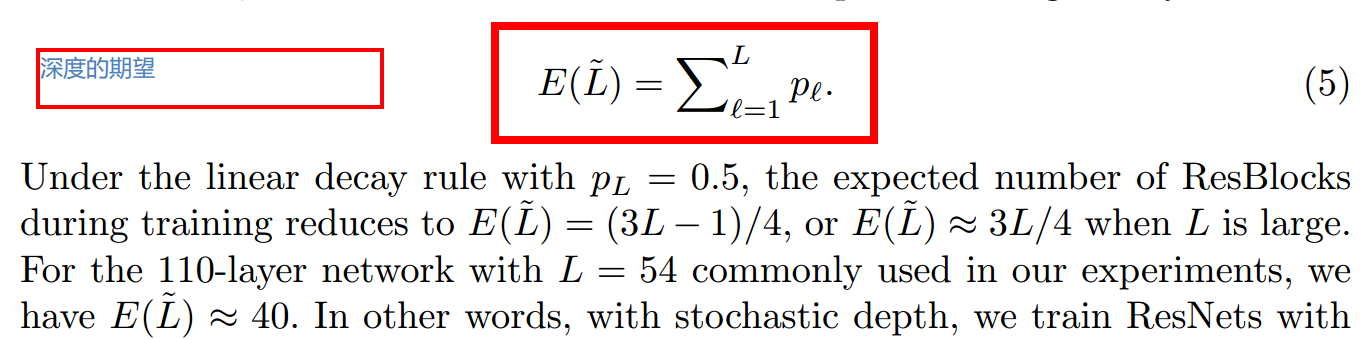 深度的期望
E(L̃) = ∑_{ℓ=1}^{L} p_ℓ. (5)
Under the linear decay rule with p_L = 0.5, the expected number of ResBlocks
during training reduces to E(L̃) = (3L − 1)/4, or E(L̃) ≈ 3L/4 when L is large.
For the 110-layer network with L = 54 commonly used in our experiments, we
have E(L̃) ≈ 40. In other words, with stochastic depth, we train ResNets with